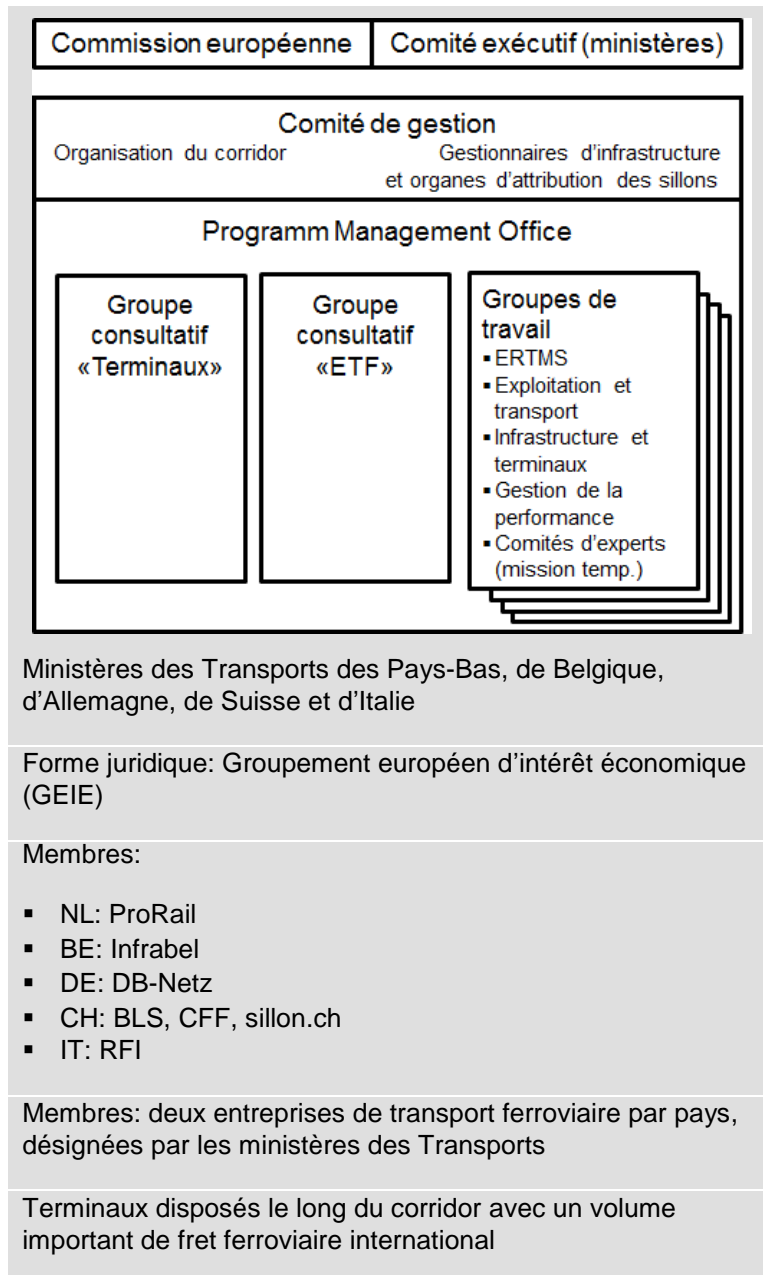 Commission européenne
Comité exécutif (ministères)
Comité de gestion
Organisation du corridor
Gestionnaires d'infrastructure
et organes d'attribution des sillons
Programm Management Office
Groupe
consultatif
«Terminaux»
Groupe
consultatif
«ETF»
Groupes de
travail
▪ ERTMS
▪ Exploitation et
transport
▪ Infrastructure et
terminaux
▪ Gestion de la
performance
▪ Comités d'experts
(mission temp.)
Ministères des Transports des Pays-Bas, de Belgique,
d'Allemagne, de Suisse et d'Italie
Forme juridique: Groupement européen d'intérêt économique
(GEIE)
Membres:
▪ NL: ProRail
▪ BE: Infrabel
▪ DE: DB-Netz
▪ CH: BLS, CFF, sillon.ch
▪ IT: RFI
Membres: deux entreprises de transport ferroviaire par pays,
désignées par les ministères des Transports
Terminaux disposés le long du corridor avec un volume
important de fret ferroviaire international